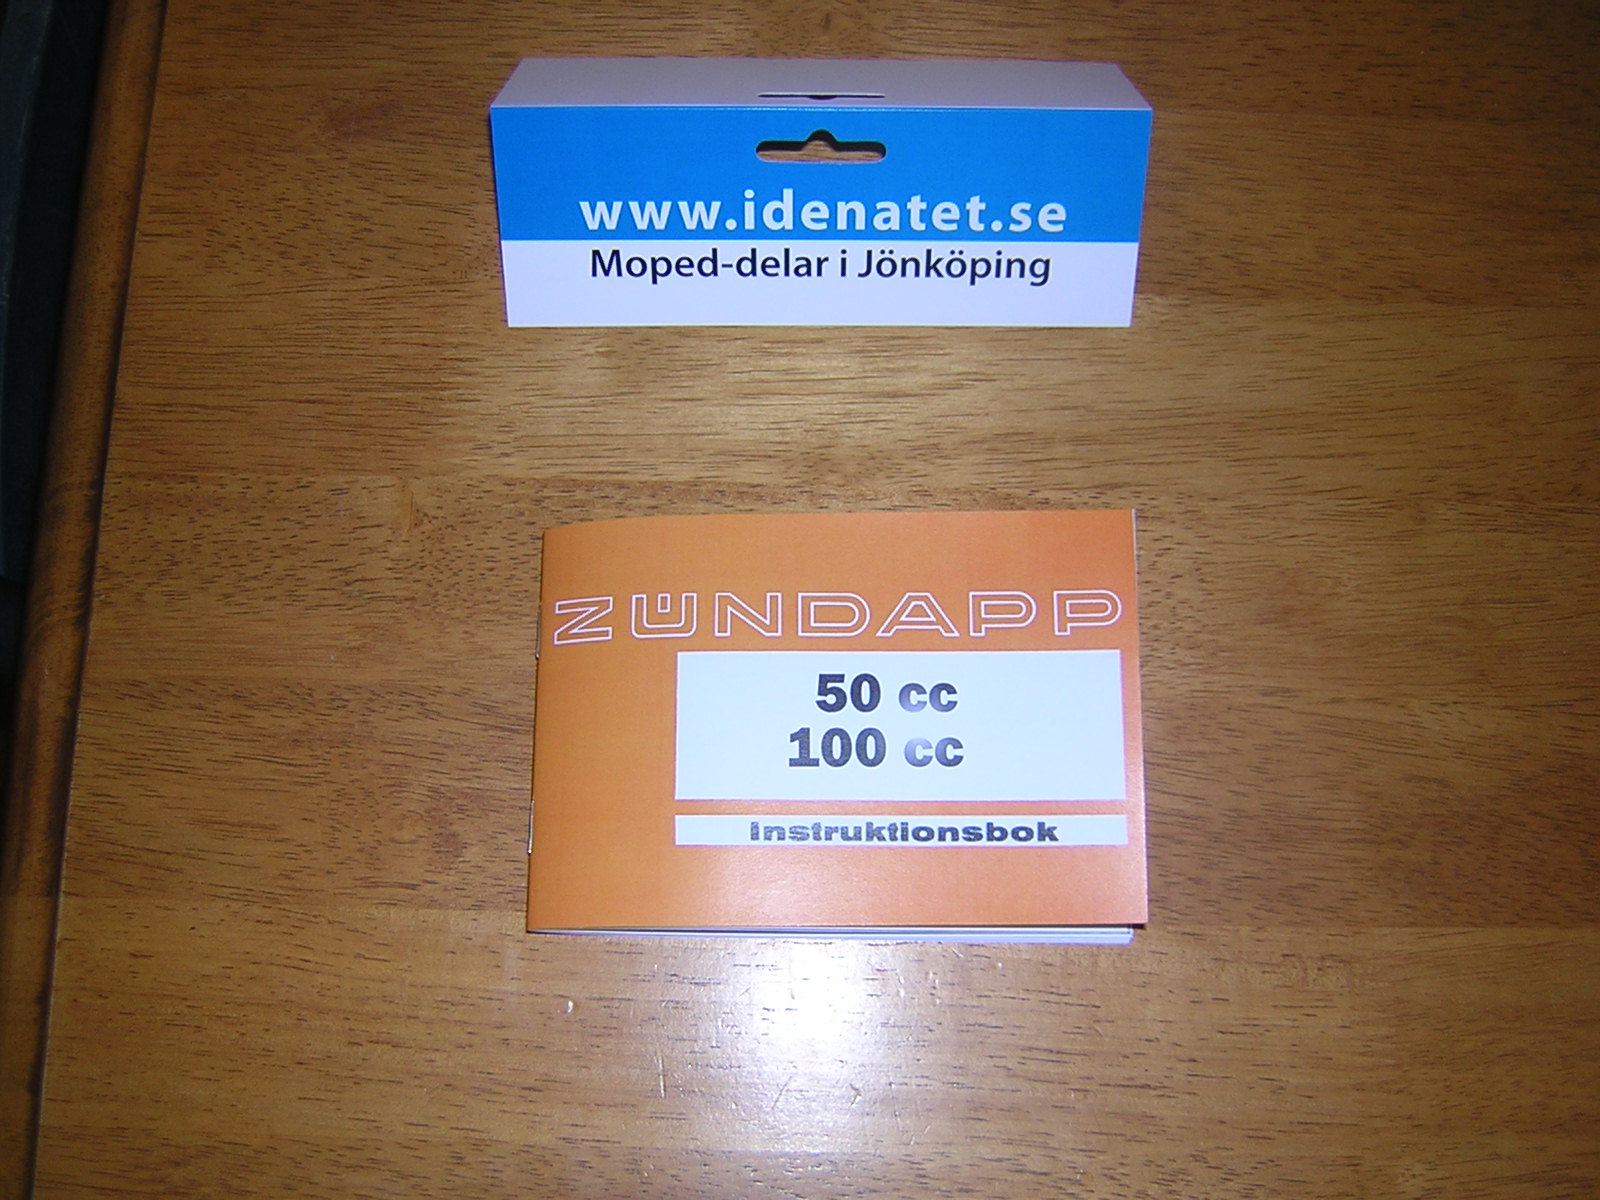 www.idenatet.se
Moped-delar i Jönköping
ZÜNDAPP
50 cc
100 cc
Instruktionsbok